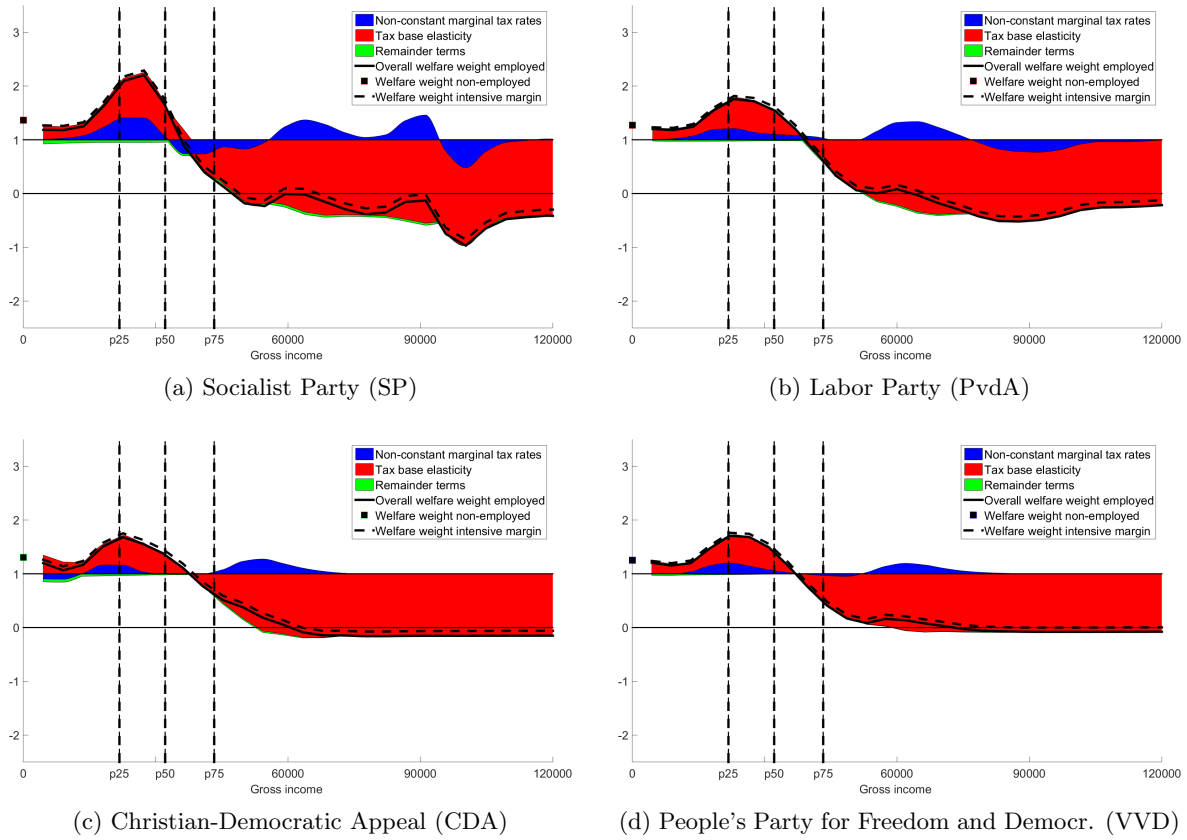 3
2
1
0
-1
-2
Non-constant marginal tax rates
Tax base elasticity
Remainder terms
Overall welfare weight employed
Welfare weight non-employed
Welfare weight intensive margin
0 p25 p50 p75 60000 90000 120000
Gross income
(a) Socialist Party (SP)
3
2
1
0
-1
-2
Non-constant marginal tax rates
Tax base elasticity
Remainder terms
Overall welfare weight employed
Welfare weight non-employed
Welfare weight intensive margin
0 p25 p50 p75 60000 90000 120000
Gross income
(b) Labor Party (PvdA)
3
2
1
0
-1
-2
Non-constant marginal tax rates
Tax base elasticity
Remainder terms
Overall welfare weight employed
Welfare weight non-employed
Welfare weight intensive margin
0 p25 p50 p75 60000 90000 120000
Gross income
(c) Christian-Democratic Appeal (CDA)
3
2
1
0
-1
-2
Non-constant marginal tax rates
Tax base elasticity
Remainder terms
Overall welfare weight employed
Welfare weight non-employed
Welfare weight intensive margin
0 p25 p50 p75 60000 90000 120000
Gross income
(d) People's Party for Freedom and Democr. (VVD)